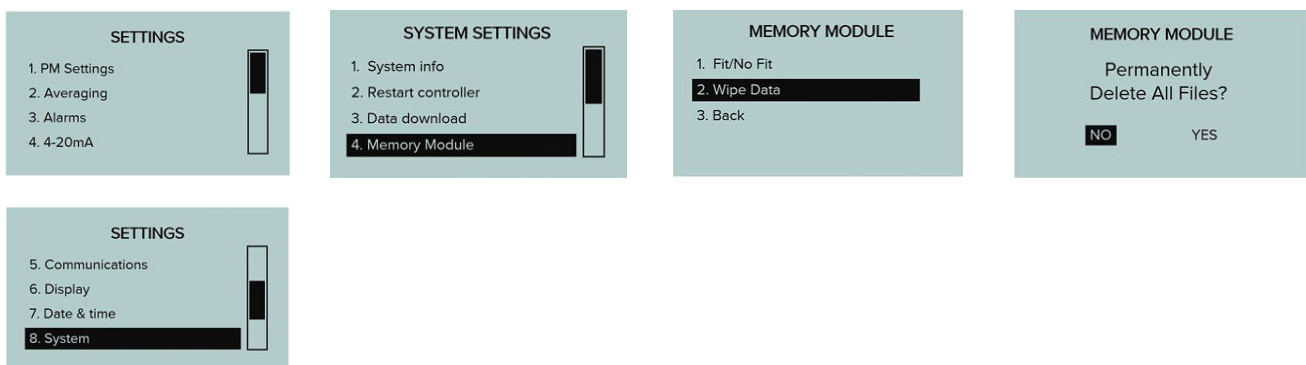 SETTINGS
1. PM Settings
2. Averaging
3. Alarms
4. 4-20mA
SYSTEM SETTINGS
1. System info
2. Restart controller
3. Data download
4. Memory Module
MEMORY MODULE
1. Fit/No Fit
2. Wipe Data
3. Back
MEMORY MODULE
Permanently
Delete All Files?
NO YES
SETTINGS
5. Communications
6. Display
7. Date & time
8. System